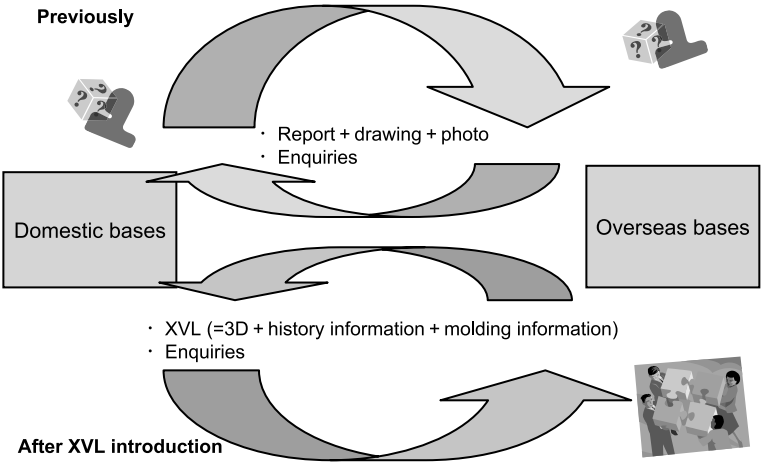 Previously
? ? ?
? ? ?
· Report + drawing + photo
· Enquiries
Domestic bases
Overseas bases
· XVL (=3D + history information + molding information)
· Enquiries
After XVL introduction